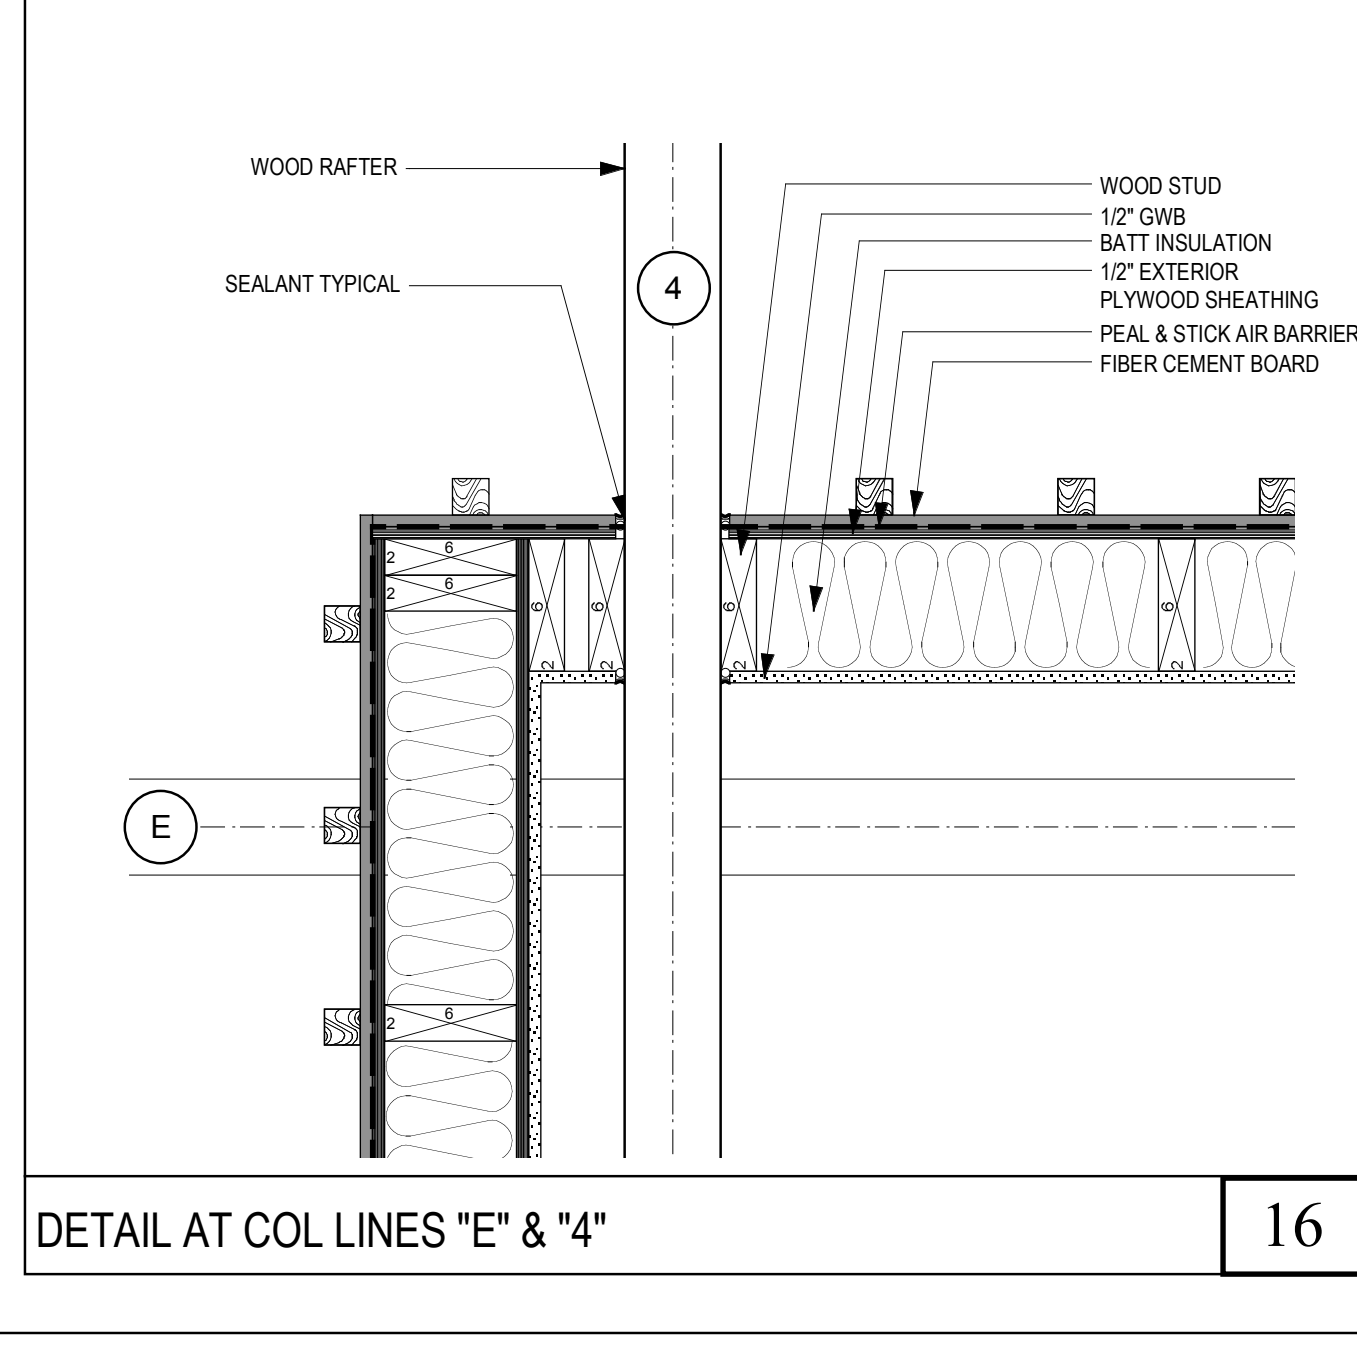 WOOD RAFTER
WOOD STUD
1/2" GWB
BATT INSULATION
1/2" EXTERIOR
PLYWOOD SHEATHING
SEALANT TYPICAL
4
PEAL & STICK AIR BARRIER
FIBER CEMENT BOARD
2 6
2 6
6 2
6 2
6 2
6 2
E
2 6
DETAIL AT COL LINES "E" & "4"
16